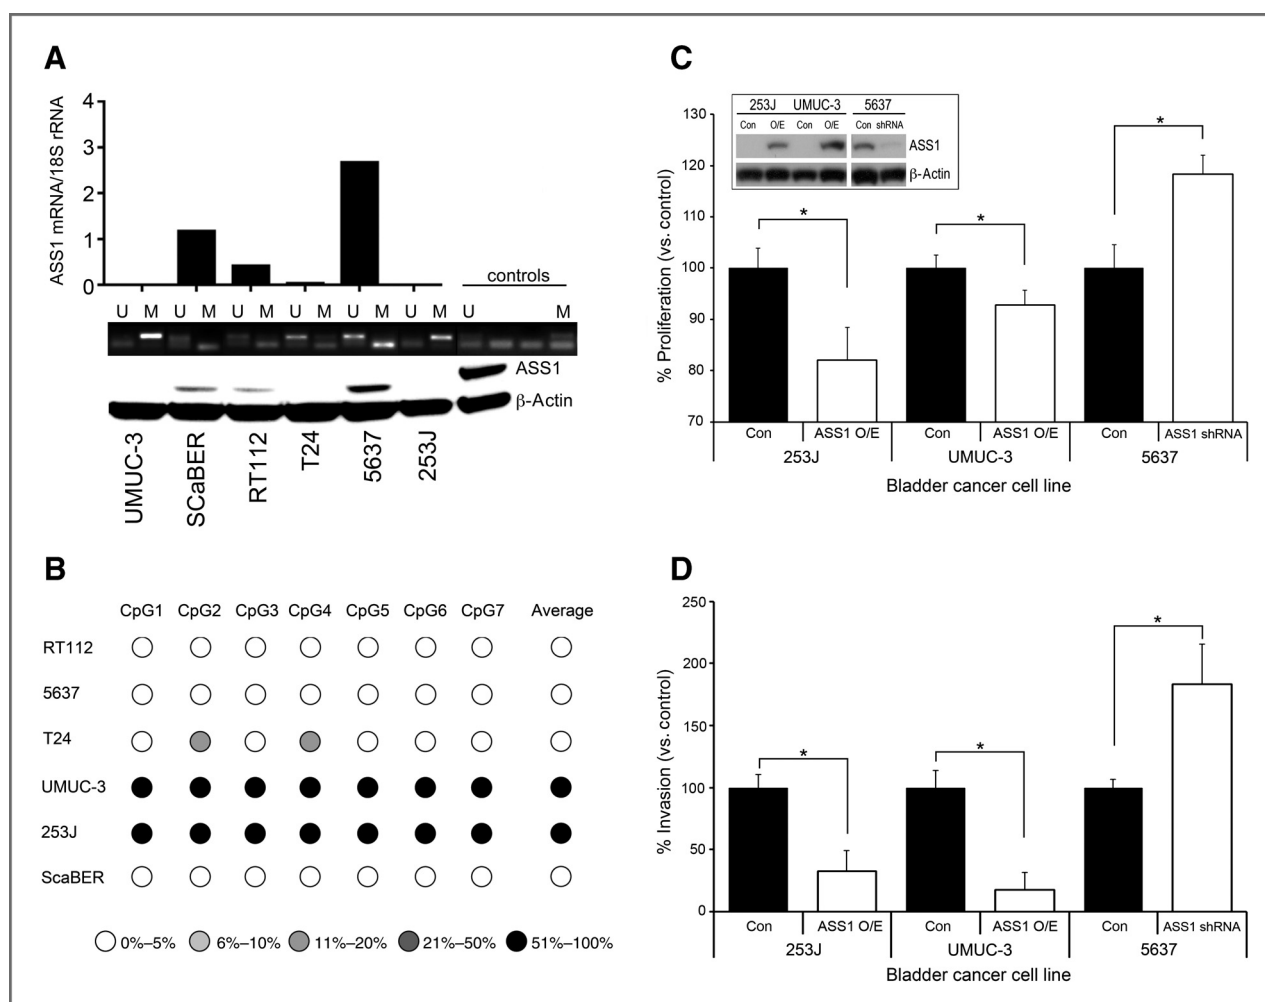 A
ASS1 mRNA/18S rRNA
4
3
2
1
0
controls
U M U M U M U M U M U M U M
ASS1
β-Actin
UMUC-3
SCaBER
RT112
T24
5637
253J
B
CpG1 CpG2 CpG3 CpG4 CpG5 CpG6 CpG7 Average
RT112
5637
T24
UMUC-3
253J
ScaBER
0%–5% 6%–10% 11%–20% 21%–50% 51%–100%
C
% Proliferation (vs. control)
130
120
110
100
90
80
70
253J UMUC-3 5637
Con O/E Con O/E Con shRNA
ASS1
β-Actin
* * *
Con ASS1 O/E Con ASS1 O/E Con ASS1 shRNA
253J UMUC-3 5637
Bladder cancer cell line
D
% Invasion (vs. control)
250
200
150
100
50
0
* * *
Con ASS1 O/E Con ASS1 O/E Con ASS1 shRNA
253J UMUC-3 5637
Bladder cancer cell line